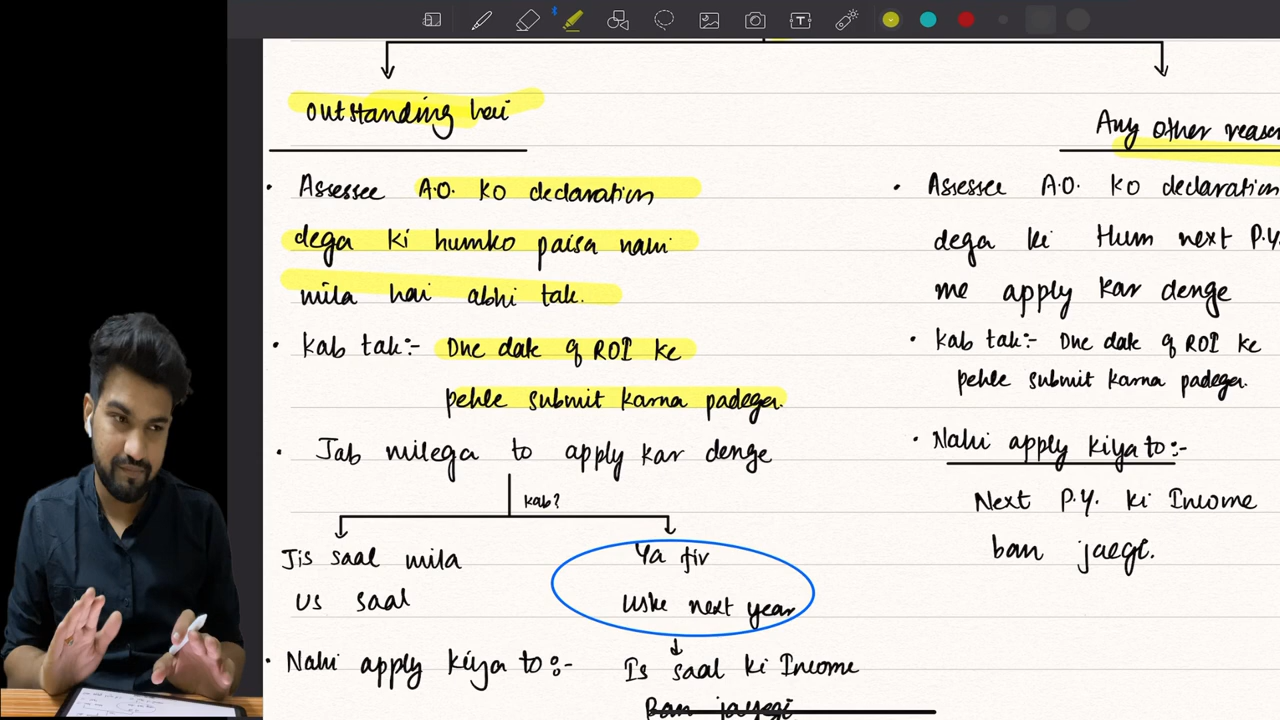 Outstanding hai
• Assessee A.O. ko declaration
dega ki humko paisa nahi
mila hai abhi tak.
• Kab tak:- Due date of ROI ke
pehle submit karna padega.
• Jab milega to apply kar denge
Kab?
Jis saal mila
us saal
Ya fir
uske next year
• Nahi apply kiya to:- Is saal ki Income
Ban jayegi
Any other reason
• Assessee A.O. ko declaration
dega ki Hum next P.Y.
me apply kar denge
• Kab tak:- Due date of ROI ke
pehle submit karna padega.
• Nahi apply kiya to:-
Next P.Y. ki Income
ban jaegi.